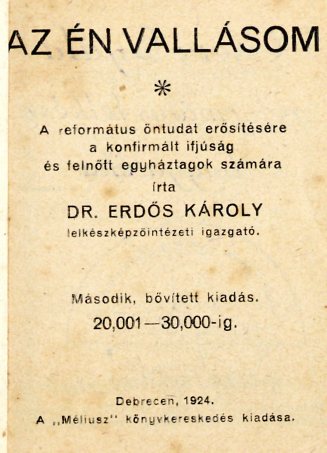 AZ ÉN VALLÁSOM
A református öntudat erősítésére
a konfirmált ifjúság
és felnőtt egyháztagok számára
írta
DR. ERDŐS KÁROLY
lelkészképzőintézeti igazgató.
Második, bővített kiadás.
20,001—30,000-ig.
Debrecen, 1924.
A „Méliusz" könyvkereskedés kiadása.